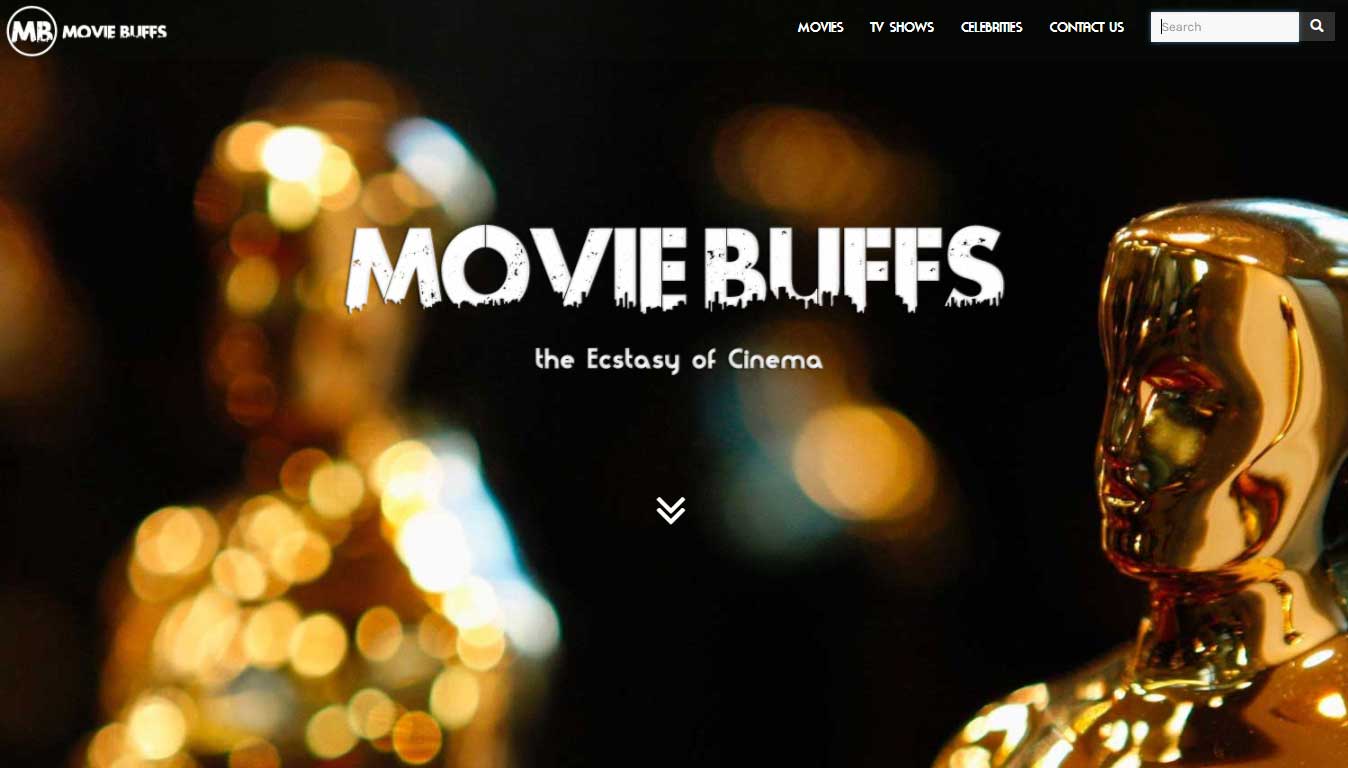 MB MOVIE BUFFS
MOVIES TV SHOWS CELEBRITIES CONTACT US Search
MOVIE BUFFS
the Ecstasy of Cinema